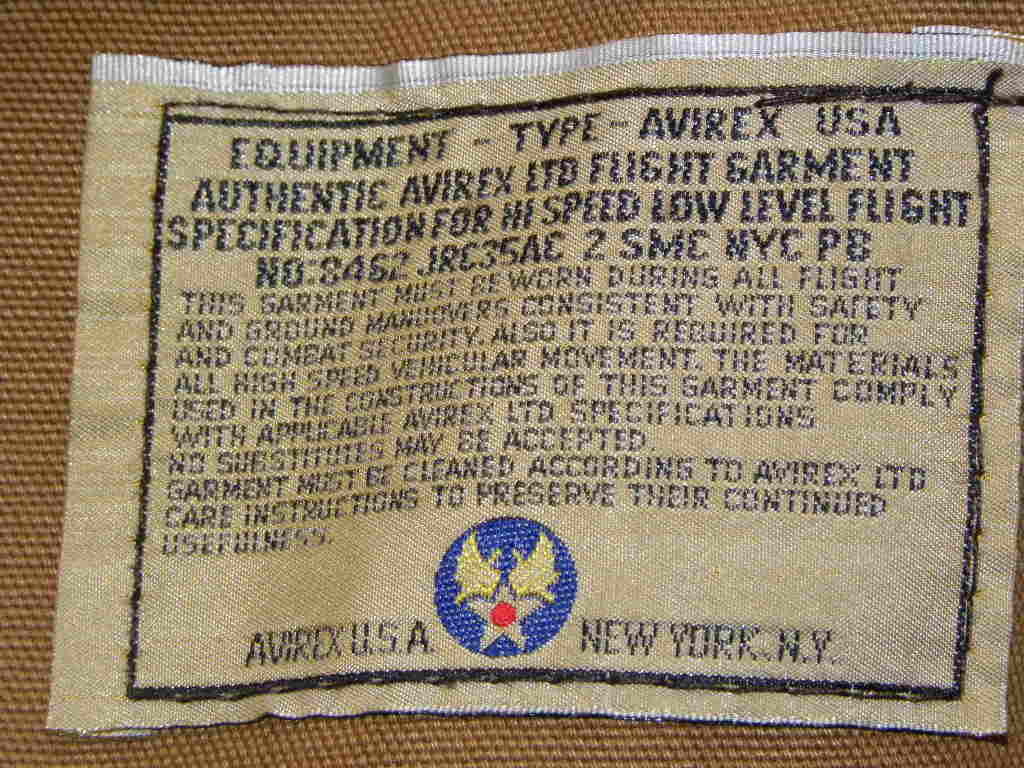 EQUIPMENT - TYPE - AVIREX USA
AUTHENTIC AVIREX LTD FLIGHT GARMENT
SPECIFICATION FOR HI SPEED LOW LEVEL FLIGHT
NO:8462 JRC35AC 2 SMC NYC PB
THIS GARMENT MUST BE WORN DURING ALL FLIGHT
AND GROUND MANUOVERS CONSISTENT WITH SAFETY
AND COMBAT SECURITY. ALSO IT IS REQUIRED FOR
ALL HIGH SPEED VEHICULAR MOVEMENT. THE MATERIALS
USED IN THE CONSTRUCTIONS OF THIS GARMENT COMPLY
WITH APPLICABLE AVIREX LTD SPECIFICATIONS
NO SUBSTITUTES MAY BE ACCEPTED
GARMENT MUST BE CLEANED ACCORDING TO AVIREX LTD
CARE INSTRUCTIONS TO PRESERVE THEIR CONTINUED
USEFULNESS.
AVIREX U.S.A. NEW YORK. N.Y.